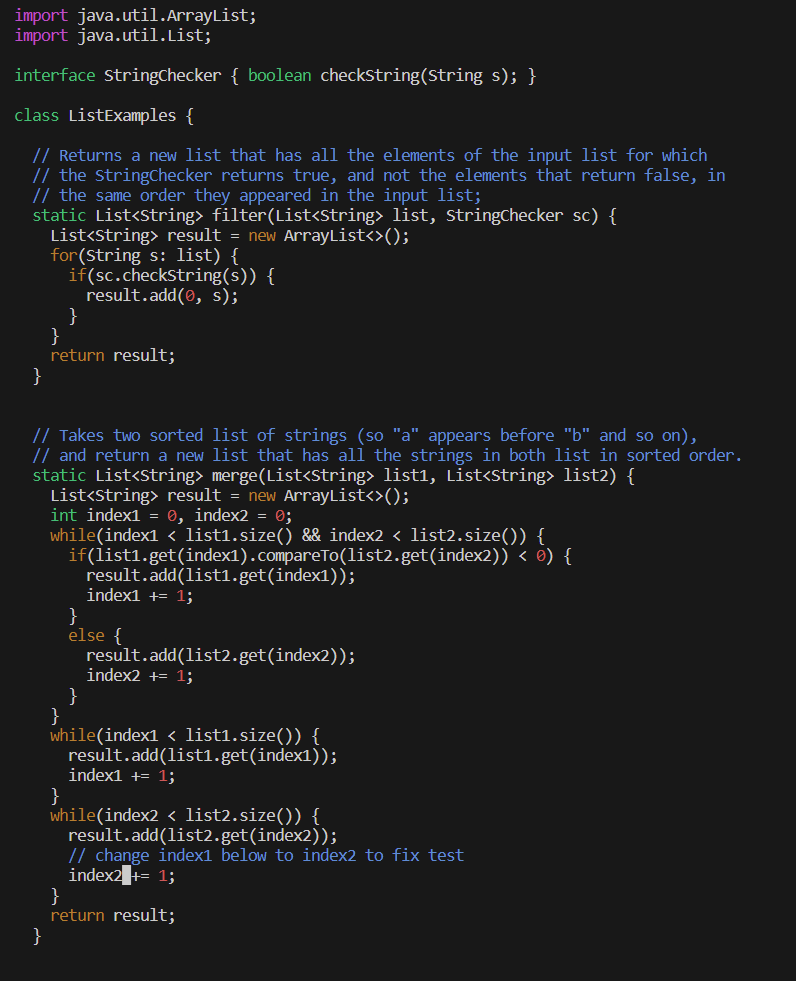 import java.util.ArrayList;
import java.util.List;
interface StringChecker { boolean checkString(String s); }
class ListExamples {
// Returns a new list that has all the elements of the input list for which
// the StringChecker returns true, and not the elements that return false, in
// the same order they appeared in the input list;
static List<String> filter(List<String> list, StringChecker sc) {
List<String> result = new ArrayList<>();
for(String s: list) {
if(sc.checkString(s)) {
result.add(0, s);
}
}
return result;
}
// Takes two sorted list of strings (so "a" appears before "b" and so on),
// and return a new list that has all the strings in both list in sorted order.
static List<String> merge(List<String> list1, List<String> list2) {
List<String> result = new ArrayList<>();
int index1 = 0, index2 = 0;
while(index1 < list1.size() && index2 < list2.size()) {
if(list1.get(index1).compareTo(list2.get(index2)) < 0) {
result.add(list1.get(index1));
index1 += 1;
}
else {
result.add(list2.get(index2));
index2 += 1;
}
}
while(index1 < list1.size()) {
result.add(list1.get(index1));
index1 += 1;
}
while(index2 < list2.size()) {
result.add(list2.get(index2));
// change index1 below to index2 to fix test
index2 += 1;
}
return result;
}